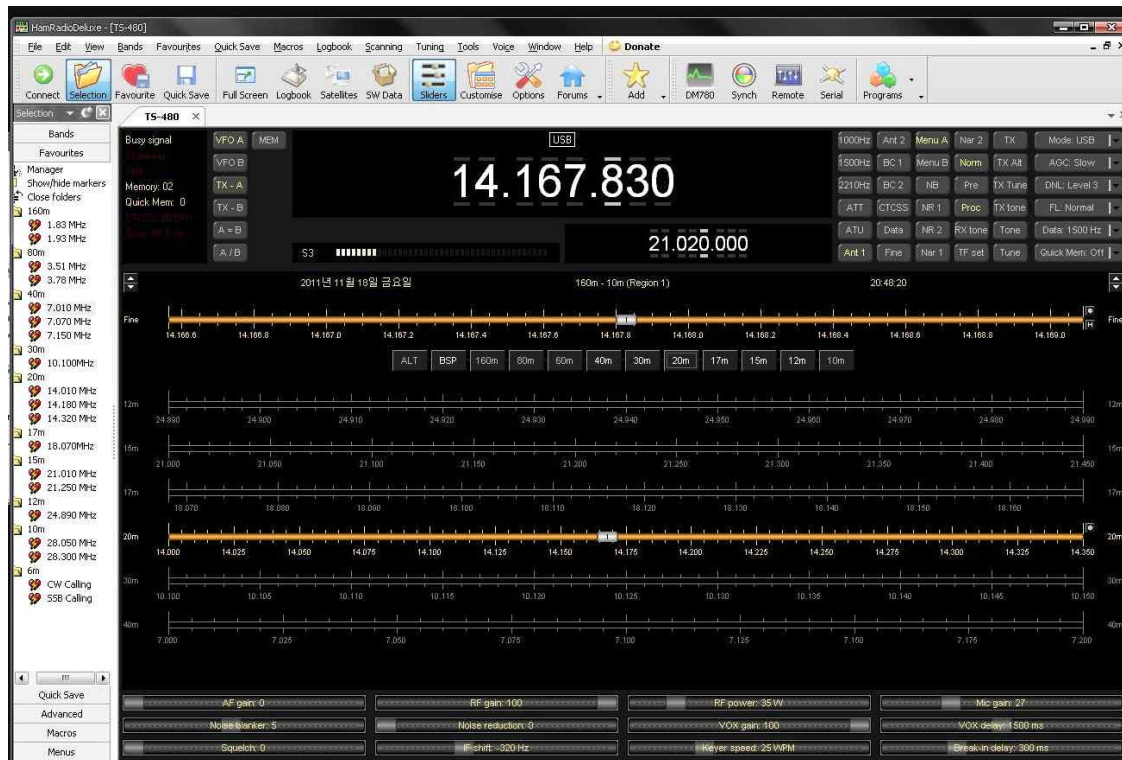 HamRadioDeluxe - [TS-480]
File Edit View Bands Favourites Quick Save Macros Logbook Scanning Tuning Tools Voice Window Help Donate
Connect Selection Favourite Quick Save Full Screen Logbook Satellites SW Data Sliders Customise Options Forums Add DM780 Synch Remote Serial Programs
Selection
TS-480
Bands
Favourites
Manager
Show/hide markers
Close folders
160m
1.83 MHz
1.93 MHz
80m
3.51 MHz
3.78 MHz
40m
7.010 MHz
7.070 MHz
7.150 MHz
30m
10.100MHz
20m
14.010 MHz
14.180 MHz
14.320 MHz
17m
18.070MHz
15m
21.010 MHz
21.250 MHz
12m
24.890 MHz
10m
28.050 MHz
28.300 MHz
6m
CW Calling
SSB Calling
Quick Save
Advanced
Macros
Menus
Busy signal
Memory: 02
Quick Mem: 0
VFO A MEM
VFO B
TX - A
TX - B
A = B
A / B
USB
14.167.830
S3
21.020.000
1000Hz Ant 2 Menu A Nar 2 TX Mode: USB
1500Hz BC 1 Menu B Norm TX Alt AGC: Slow
2210Hz BC 2 NB Pre TX Tune DNL: Level 3
ATT CTCSS NR 1 Proc TX tone FL: Normal
ATU Data NR 2 RX tone Tone Data: 1500 Hz
Ant 1 Fine Nar 1 TF set Tune Quick Mem: Off
2011년 11월 18일 금요일 160m - 10m (Region 1) 20:48:20
Fine Fine
14.166.6 14.166.8 14.167.0 14.167.2 14.167.4 14.167.6 14.167.8 14.168.0 14.168.2 14.168.4 14.168.6 14.168.8 14.169.0
ALT BSP 160m 80m 60m 40m 30m 20m 17m 15m 12m 10m
12m 12m
24.890 24.900 24.910 24.920 24.930 24.940 24.950 24.960 24.970 24.980 24.990
15m 15m
21.000 21.050 21.100 21.150 21.200 21.250 21.300 21.350 21.400 21.450
17m 17m
18.070 18.080 18.090 18.100 18.110 18.120 18.130 18.140 18.150 18.160
20m 20m
14.000 14.025 14.050 14.075 14.100 14.125 14.150 14.175 14.200 14.225 14.250 14.275 14.300 14.325 14.350
30m 30m
10.100 10.105 10.110 10.115 10.120 10.125 10.130 10.135 10.140 10.145 10.150
40m 40m
7.000 7.025 7.050 7.075 7.100 7.125 7.150 7.175 7.200
AF gain: 0 RF gain: 100 RF power: 35 W Mic gain: 27
Noise blanker: 5 Noise reduction: 0 VOX gain: 100 VOX delay: 1500 ms
Squelch: 0 IF-shift: -320 Hz Keyer speed: 25 WPM Break-in delay: 300 ms